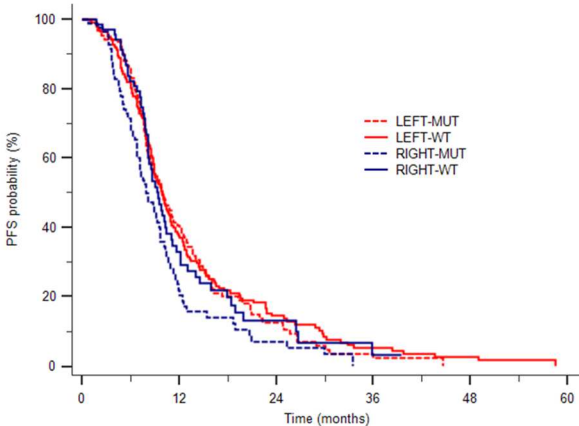 100
80
60
40
20
0
PFS probability (%)
LEFT-MUT
LEFT-WT
RIGHT-MUT
RIGHT-WT
0 12 24 36 48 60
Time (months)